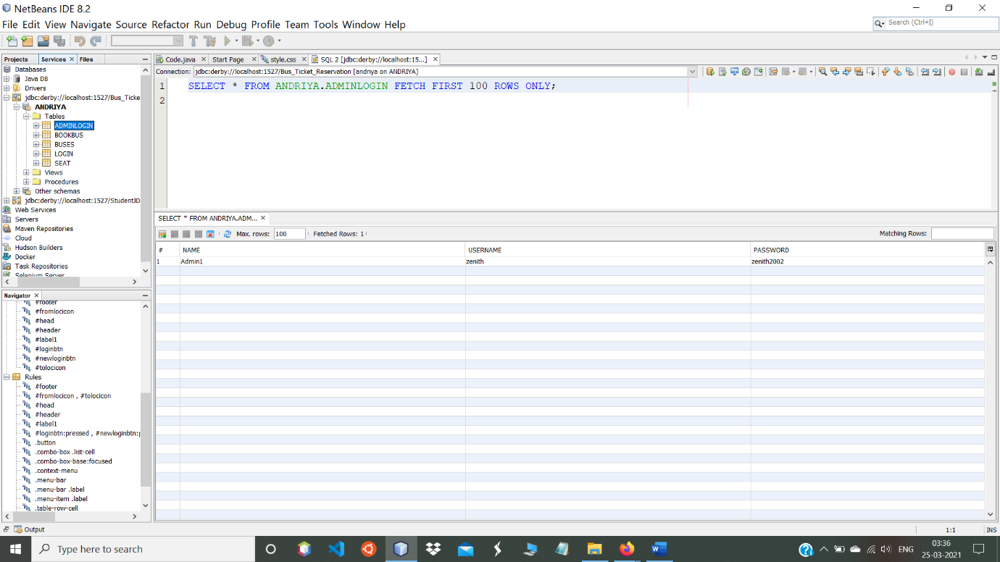 NetBeans IDE 8.2
File Edit View Navigate Source Refactor Run Debug Profile Team Tools Window Help
Search (Ctrl+I)
Projects Services Files
Databases
Java DB
Drivers
jdbc:derby://localhost:1527/Bus_Ticke
ANDRIYA
Tables
ADMINLOGIN
BOOKBUS
BUSES
LOGIN
SEAT
Views
Procedures
Other schemas
jdbc:derby://localhost:1527/StudentID
Web Services
Servers
Maven Repositories
Cloud
Hudson Builders
Docker
Task Repositories
Selenium Server
Navigator
#footer
#fromlocicon
#head
#header
#label1
#loginbtn
#newloginbtn
#tolocicon
Rules
#footer
#fromlocicon , #tolocicon
#head
#header
#label1
#loginbtn:pressed , #newloginbtn:p
.button
.combo-box .list-cell
.combo-box-base:focused
.context-menu
.menu-bar
.menu-bar .label
.menu-item .label
.table-row-cell
Code.java Start Page style.css SQL 2 [jdbc:derby://localhost:15...]
Connection: jdbc:derby://localhost:1527/Bus_Ticket_Reservation [andriya on ANDRIYA]
1 SELECT * FROM ANDRIYA.ADMINLOGIN FETCH FIRST 100 ROWS ONLY;
2
SELECT * FROM ANDRIYA.ADM...
Max. rows: 100 Fetched Rows: 1 Matching Rows:
# NAME USERNAME PASSWORD
1 Admin1 zenith zenith2002
Output
1:1 INS
Type here to search
ENG
03:36
25-03-2021